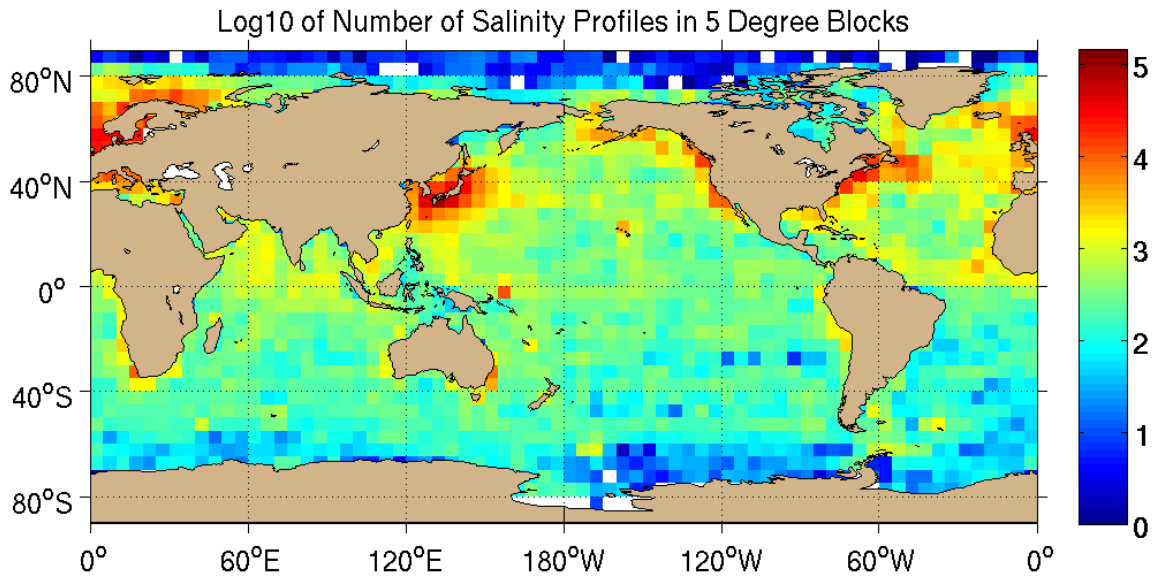 Log10 of Number of Salinity Profiles in 5 Degree Blocks
80°N
40°N
0°
40°S
80°S
0° 60°E 120°E 180°W 120°W 60°W 0°
5
4
3
2
1
0